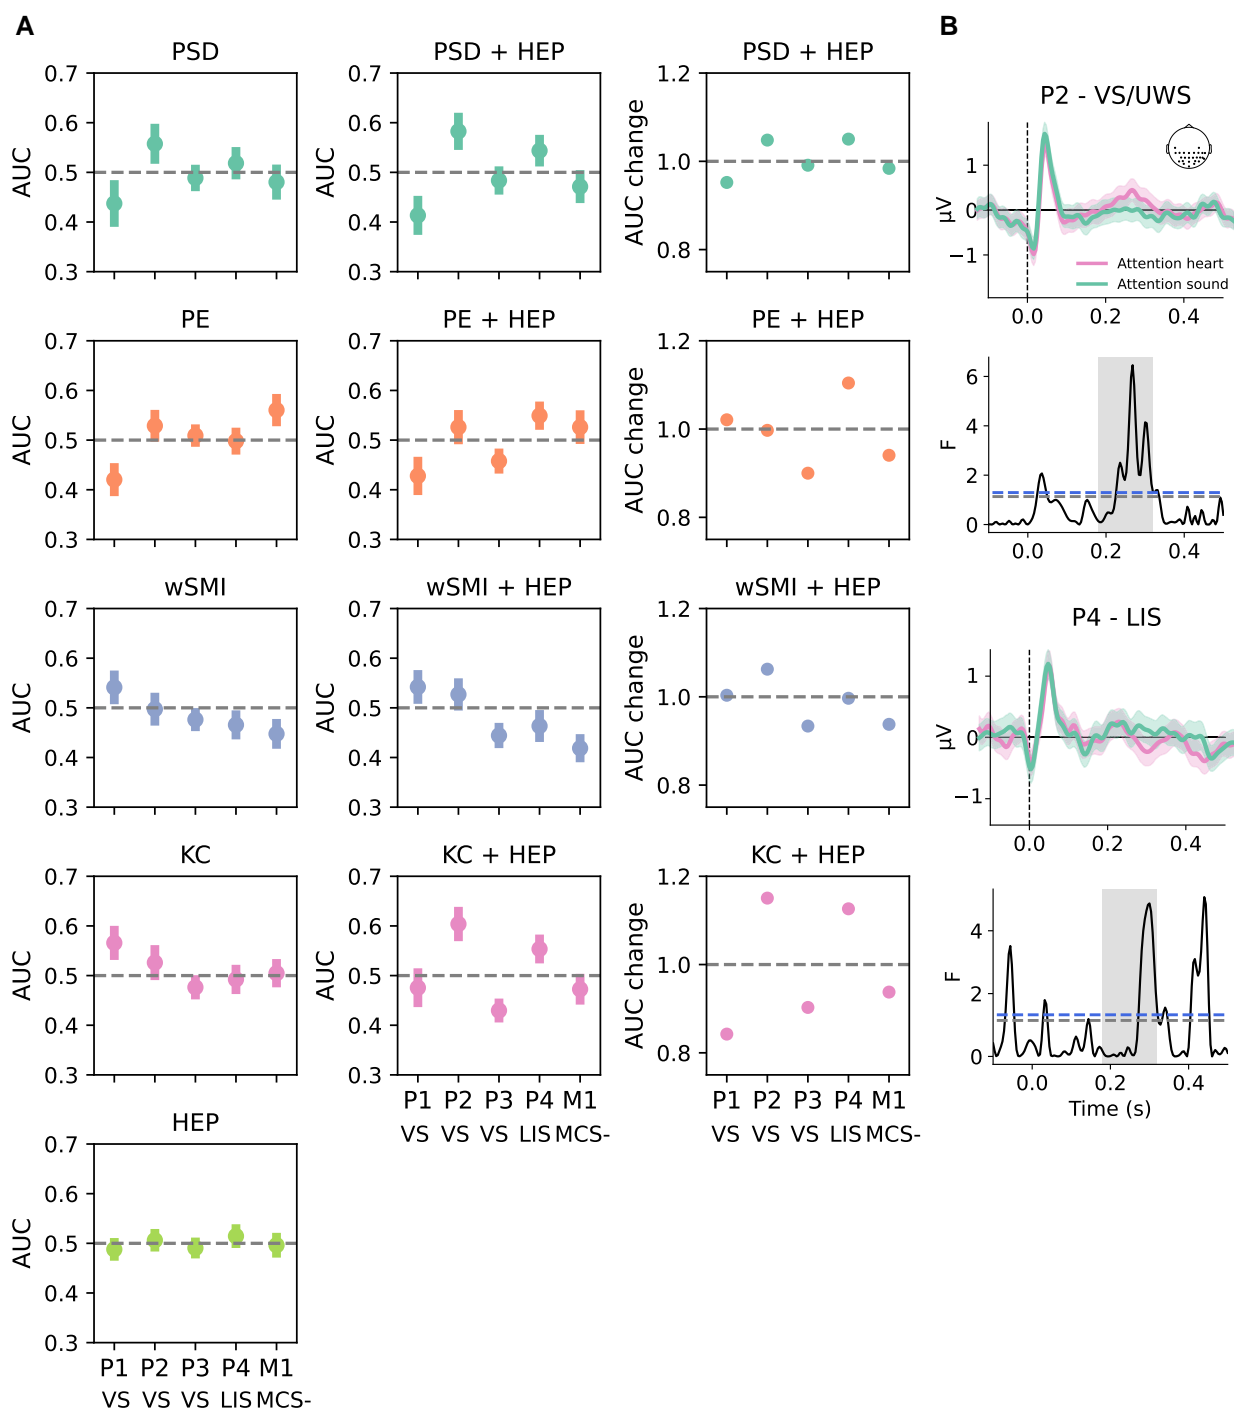 A
B
PSD
PSD + HEP
PSD + HEP
AUC
0.7
0.6
0.5
0.4
0.3
AUC
0.7
0.6
0.5
0.4
0.3
AUC change
1.2
1.0
0.8
PE
PE + HEP
PE + HEP
AUC
0.7
0.6
0.5
0.4
0.3
AUC
0.7
0.6
0.5
0.4
0.3
AUC change
1.2
1.0
0.8
wSMI
wSMI + HEP
wSMI + HEP
AUC
0.7
0.6
0.5
0.4
0.3
AUC
0.7
0.6
0.5
0.4
0.3
AUC change
1.2
1.0
0.8
KC
KC + HEP
KC + HEP
AUC
0.7
0.6
0.5
0.4
0.3
AUC
0.7
0.6
0.5
0.4
0.3
P1 P2 P3 P4 M1
VS VS VS LIS MCS-
AUC change
1.2
1.0
0.8
P1 P2 P3 P4 M1
VS VS VS LIS MCS-
HEP
AUC
0.7
0.6
0.5
0.4
0.3
P1 P2 P3 P4 M1
VS VS VS LIS MCS-
P2 - VS/UWS
µV
1
0
−1
Attention heart
Attention sound
0.0 0.2 0.4
F
6
4
2
0
0.0 0.2 0.4
P4 - LIS
µV
1
0
−1
0.0 0.2 0.4
F
4
2
0
0.0 0.2 0.4
Time (s)